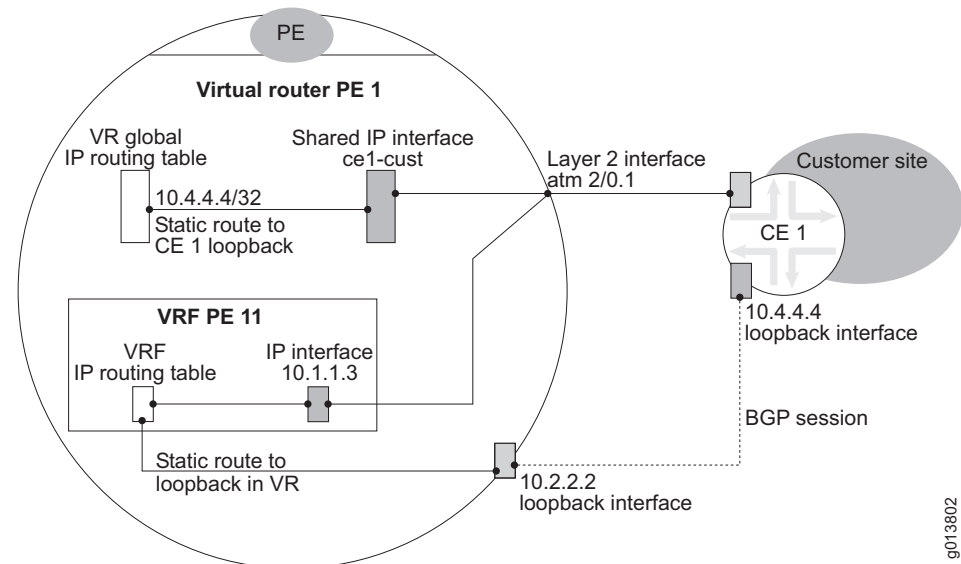 PE
Virtual router PE 1
VR global
IP routing table
Shared IP interface
ce1-cust
10.4.4.4/32
Static route to
CE 1 loopback
Layer 2 interface
atm 2/0.1
Customer site
CE 1
10.4.4.4
loopback interface
VRF PE 11
VRF
IP routing table
IP interface
10.1.1.3
BGP session
Static route to
loopback in VR
10.2.2.2
loopback interface
g013802